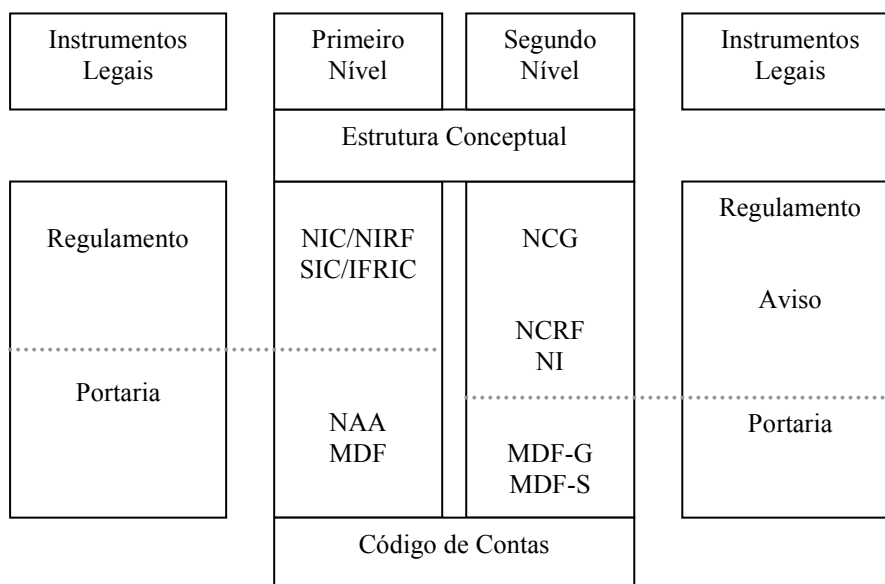 Instrumentos
Legais
Primeiro
Nível
Segundo
Nível
Instrumentos
Legais
Estrutura Conceptual
Regulamento
Portaria
NIC/NIRF
SIC/IFRIC
NAA
MDF
NCG
NCRF
NI
MDF-G
MDF-S
Regulamento
Aviso
Portaria
Código de Contas